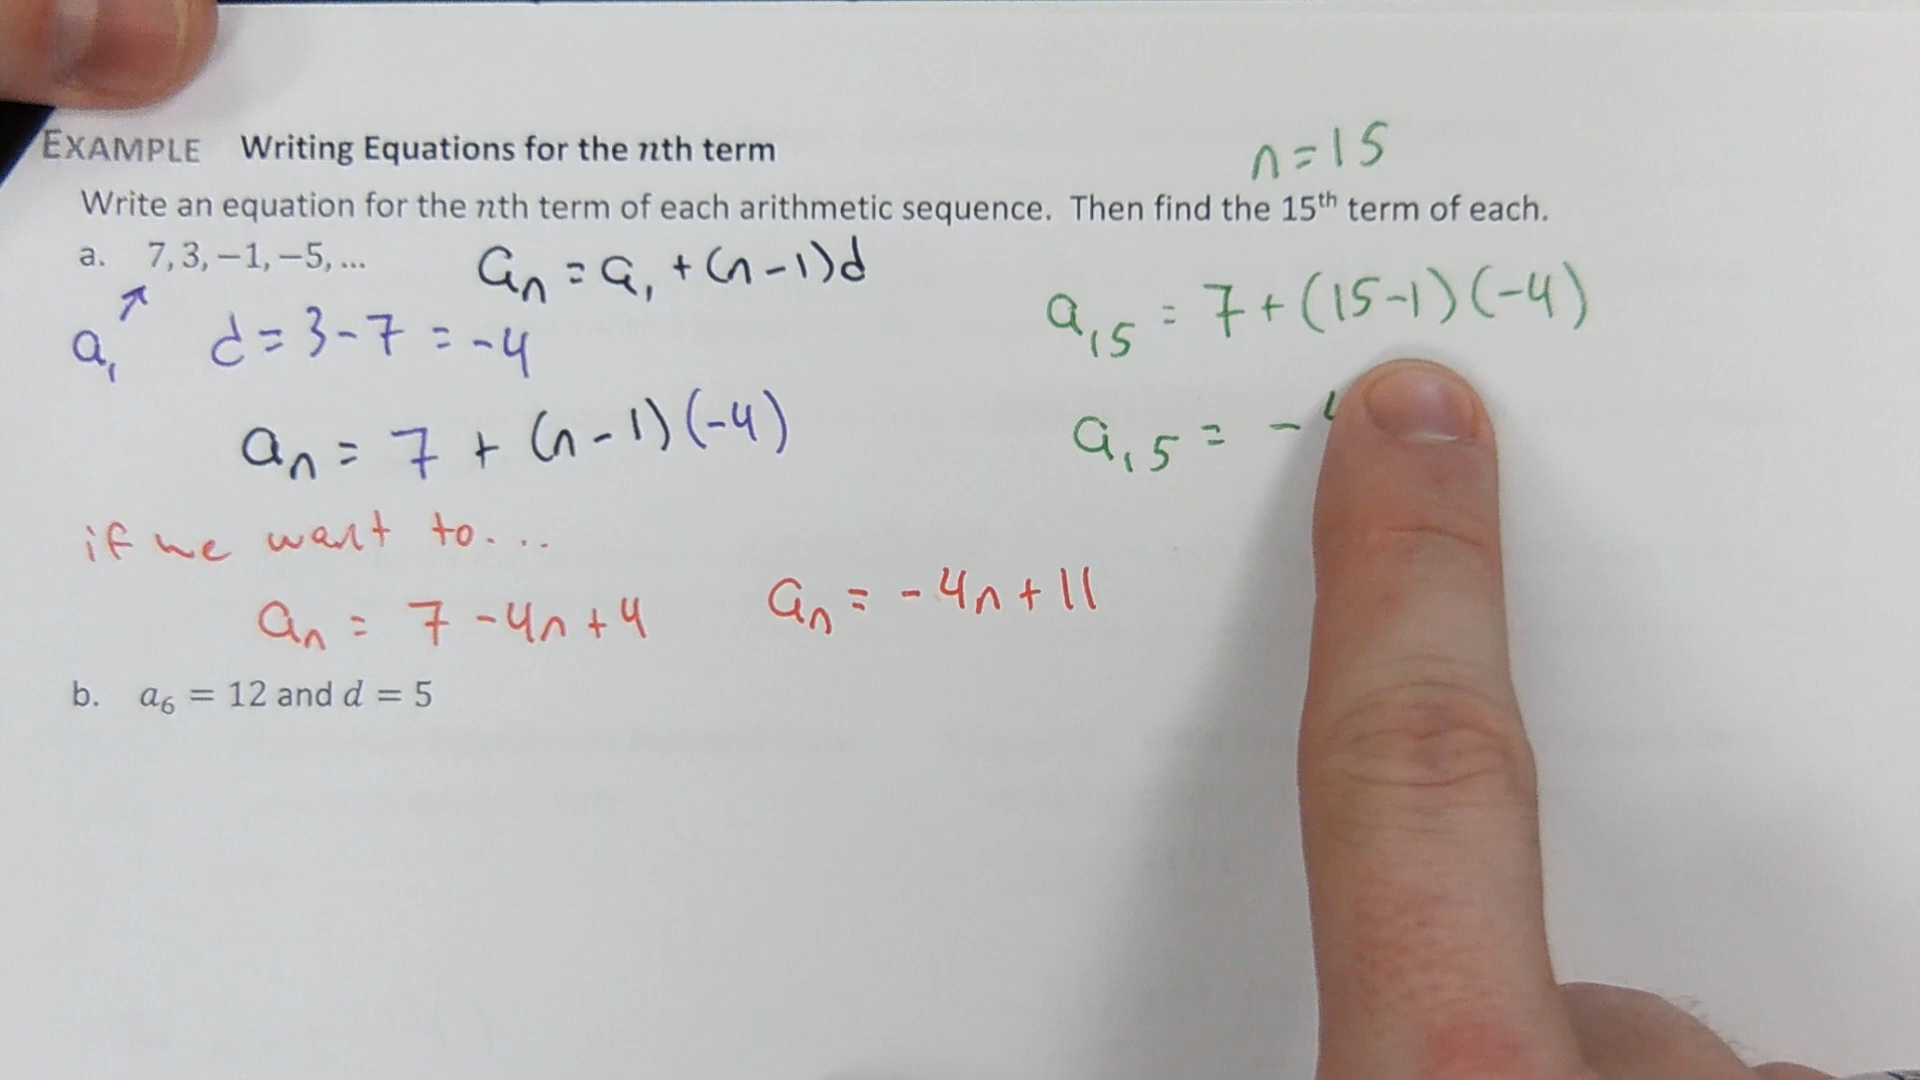 EXAMPLE Writing Equations for the nth term
n=15
Write an equation for the nth term of each arithmetic sequence. Then find the 15th term of each.
a. 7, 3, −1, −5, ...
aₙ = a₁ + (n-1)d
a₁
d = 3-7 = -4
aₙ = 7 + (n-1)(-4)
a₁₅ = 7 + (15-1)(-4)
a₁₅ = -
if we want to...
aₙ = 7 -4n+4
aₙ = -4n+11
b. a₆ = 12 and d = 5